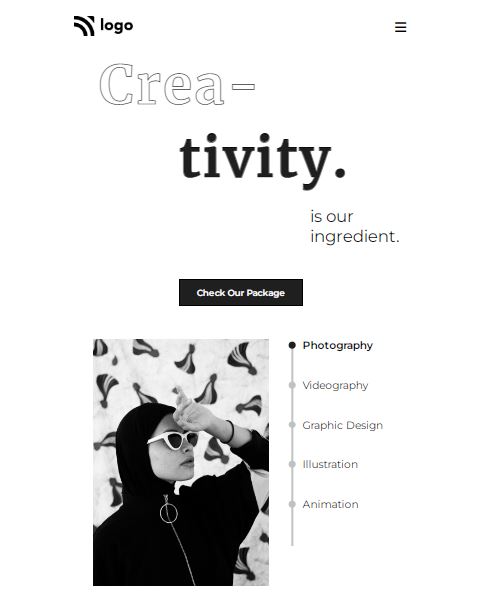 logo
Crea-
tivity.
is our
ingredient.
Check Our Package
Photography
Videography
Graphic Design
Illustration
Animation